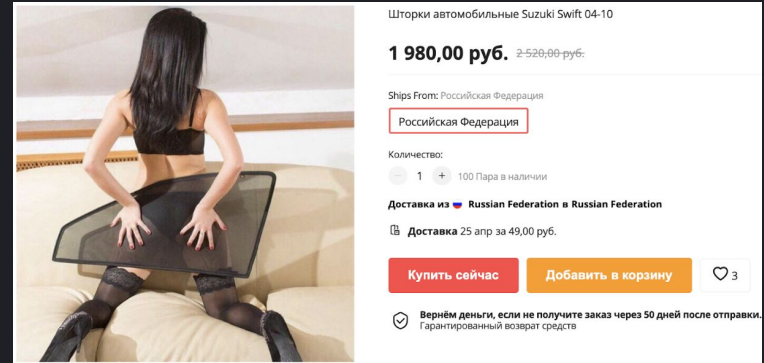 Шторки автомобильные Suzuki Swift 04-10
1 980,00 руб. 2 520,00 руб.
Ships From: Российская Федерация
Российская Федерация
Количество:
− 1 + 100 Пара в наличии
Доставка из Russian Federation в Russian Federation
Доставка 25 апр за 49,00 руб.
Купить сейчас Добавить в корзину 3
Вернём деньги, если не получите заказ через 50 дней после отправки.
Гарантированный возврат средств